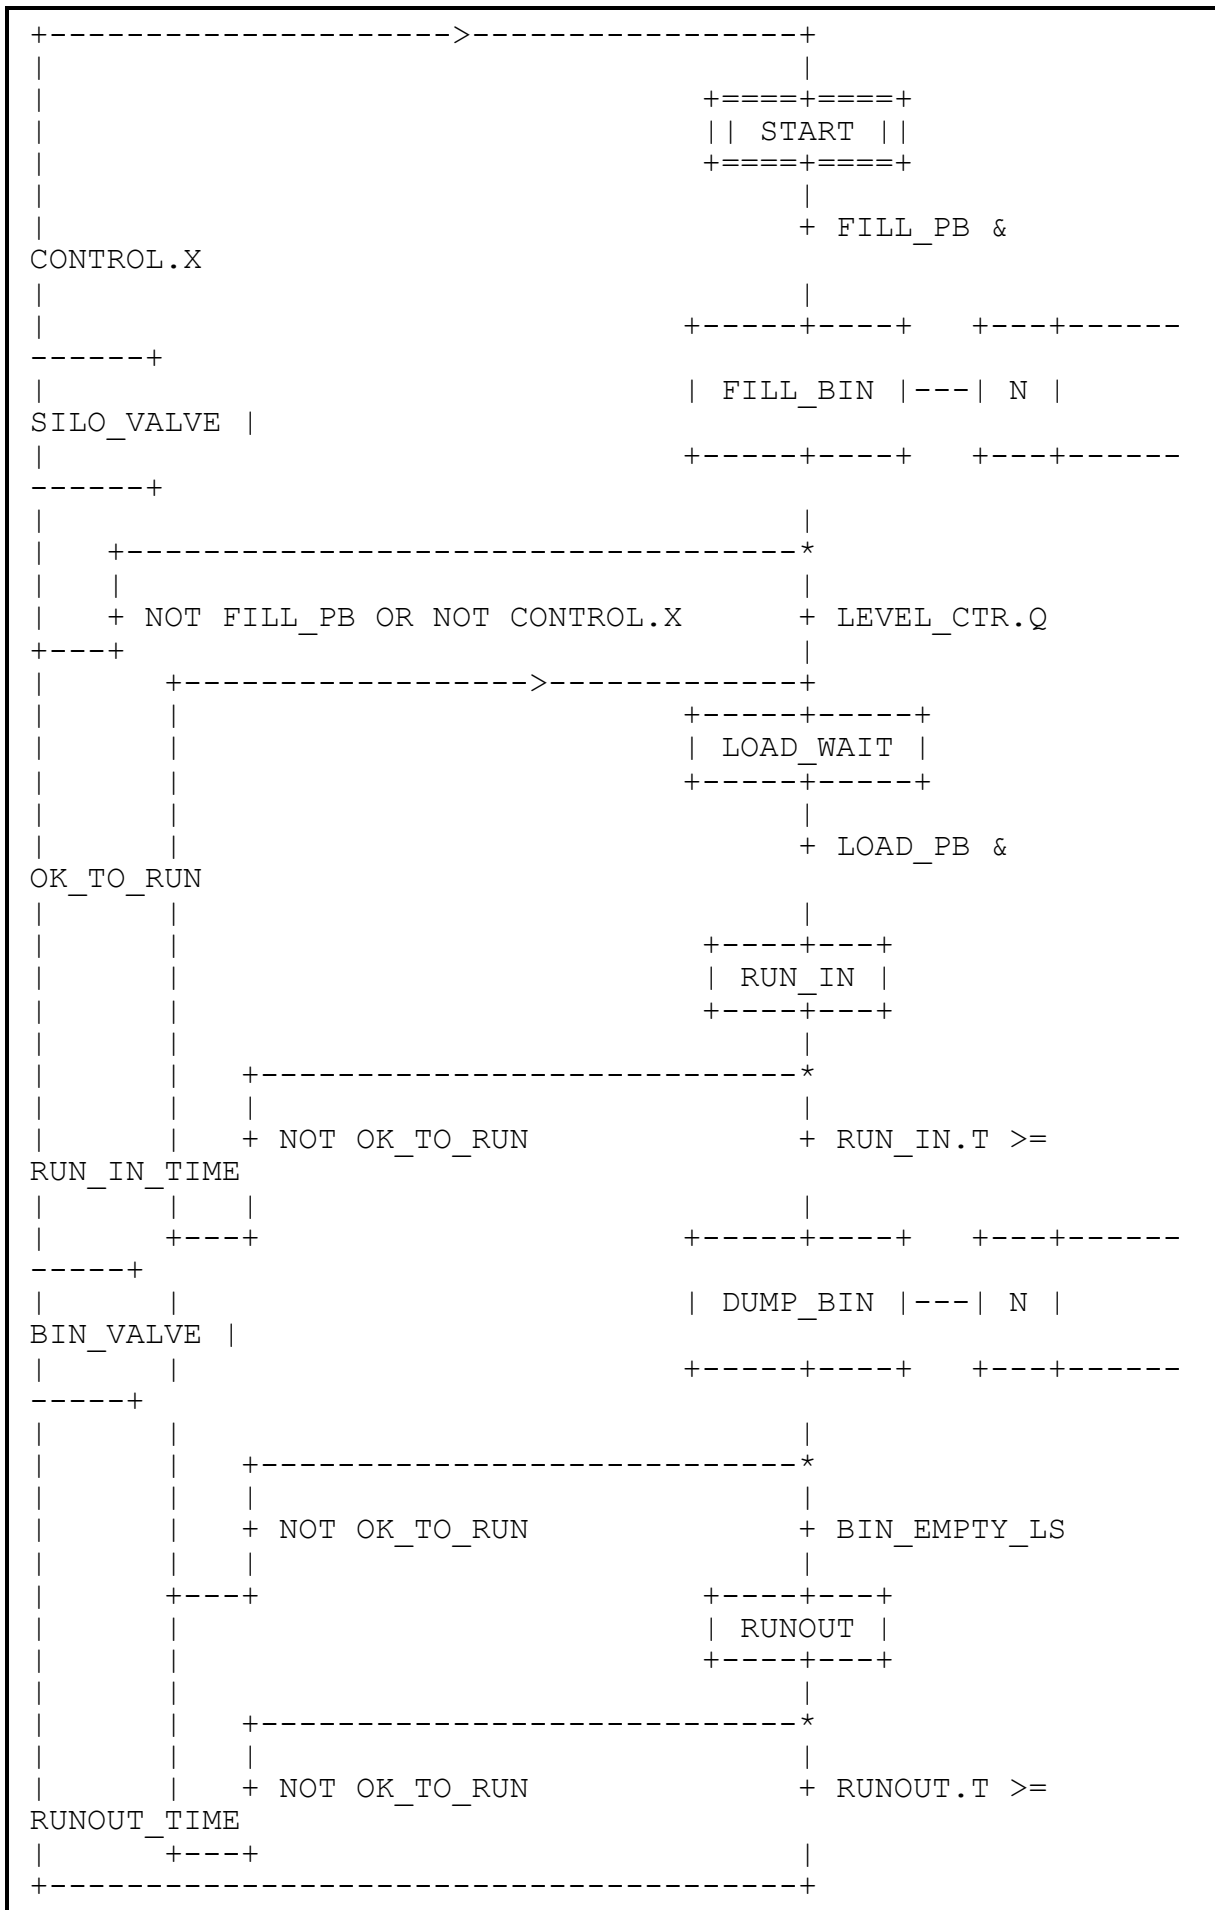 +--------------------->-----------------+
|                                       |
|                                  +====+====+
|                                  || START ||
|                                  +====+====+
|                                       |
|                                       + FILL_PB &
CONTROL.X
|                                       |
|                                 +-----+----+   +---+------
------+
|                                 | FILL_BIN |---| N |
SILO_VALVE |
|                                 +-----+----+   +---+------
------+
|                                       |
|   +-----------------------------------*
|   |                                   |
|   + NOT FILL_PB OR NOT CONTROL.X      + LEVEL_CTR.Q
+---+                                   |
|      +------------------>-------------+
|      |                          +-----+-----+
|      |                          | LOAD_WAIT |
|      |                          +-----+-----+
|      |                                |
|      |                                + LOAD_PB &
OK_TO_RUN
|      |                                |
|      |                           +----+---+
|      |                           | RUN_IN |
|      |                           +----+---+
|      |                                |
|      |   +----------------------------*
|      |   |                            |
|      |   + NOT OK_TO_RUN              + RUN_IN.T >=
RUN_IN_TIME
|      |   |                            |
|      +---+                      +-----+----+   +---+------
-----+
|      |                          | DUMP_BIN |---| N |
BIN_VALVE |
|      |                          +-----+----+   +---+------
-----+
|      |                                |
|      |   +----------------------------*
|      |   |                            |
|      |   + NOT OK_TO_RUN              + BIN_EMPTY_LS
|      |   |                            |
|      +---+                       +----+---+
|      |                           | RUNOUT |
|      |                           +----+---+
|      |                                |
|      |   +----------------------------*
|      |   |                            |
|      |   + NOT OK_TO_RUN              + RUNOUT.T >=
RUNOUT_TIME
|      +---+                            |
+---------------------------------------+